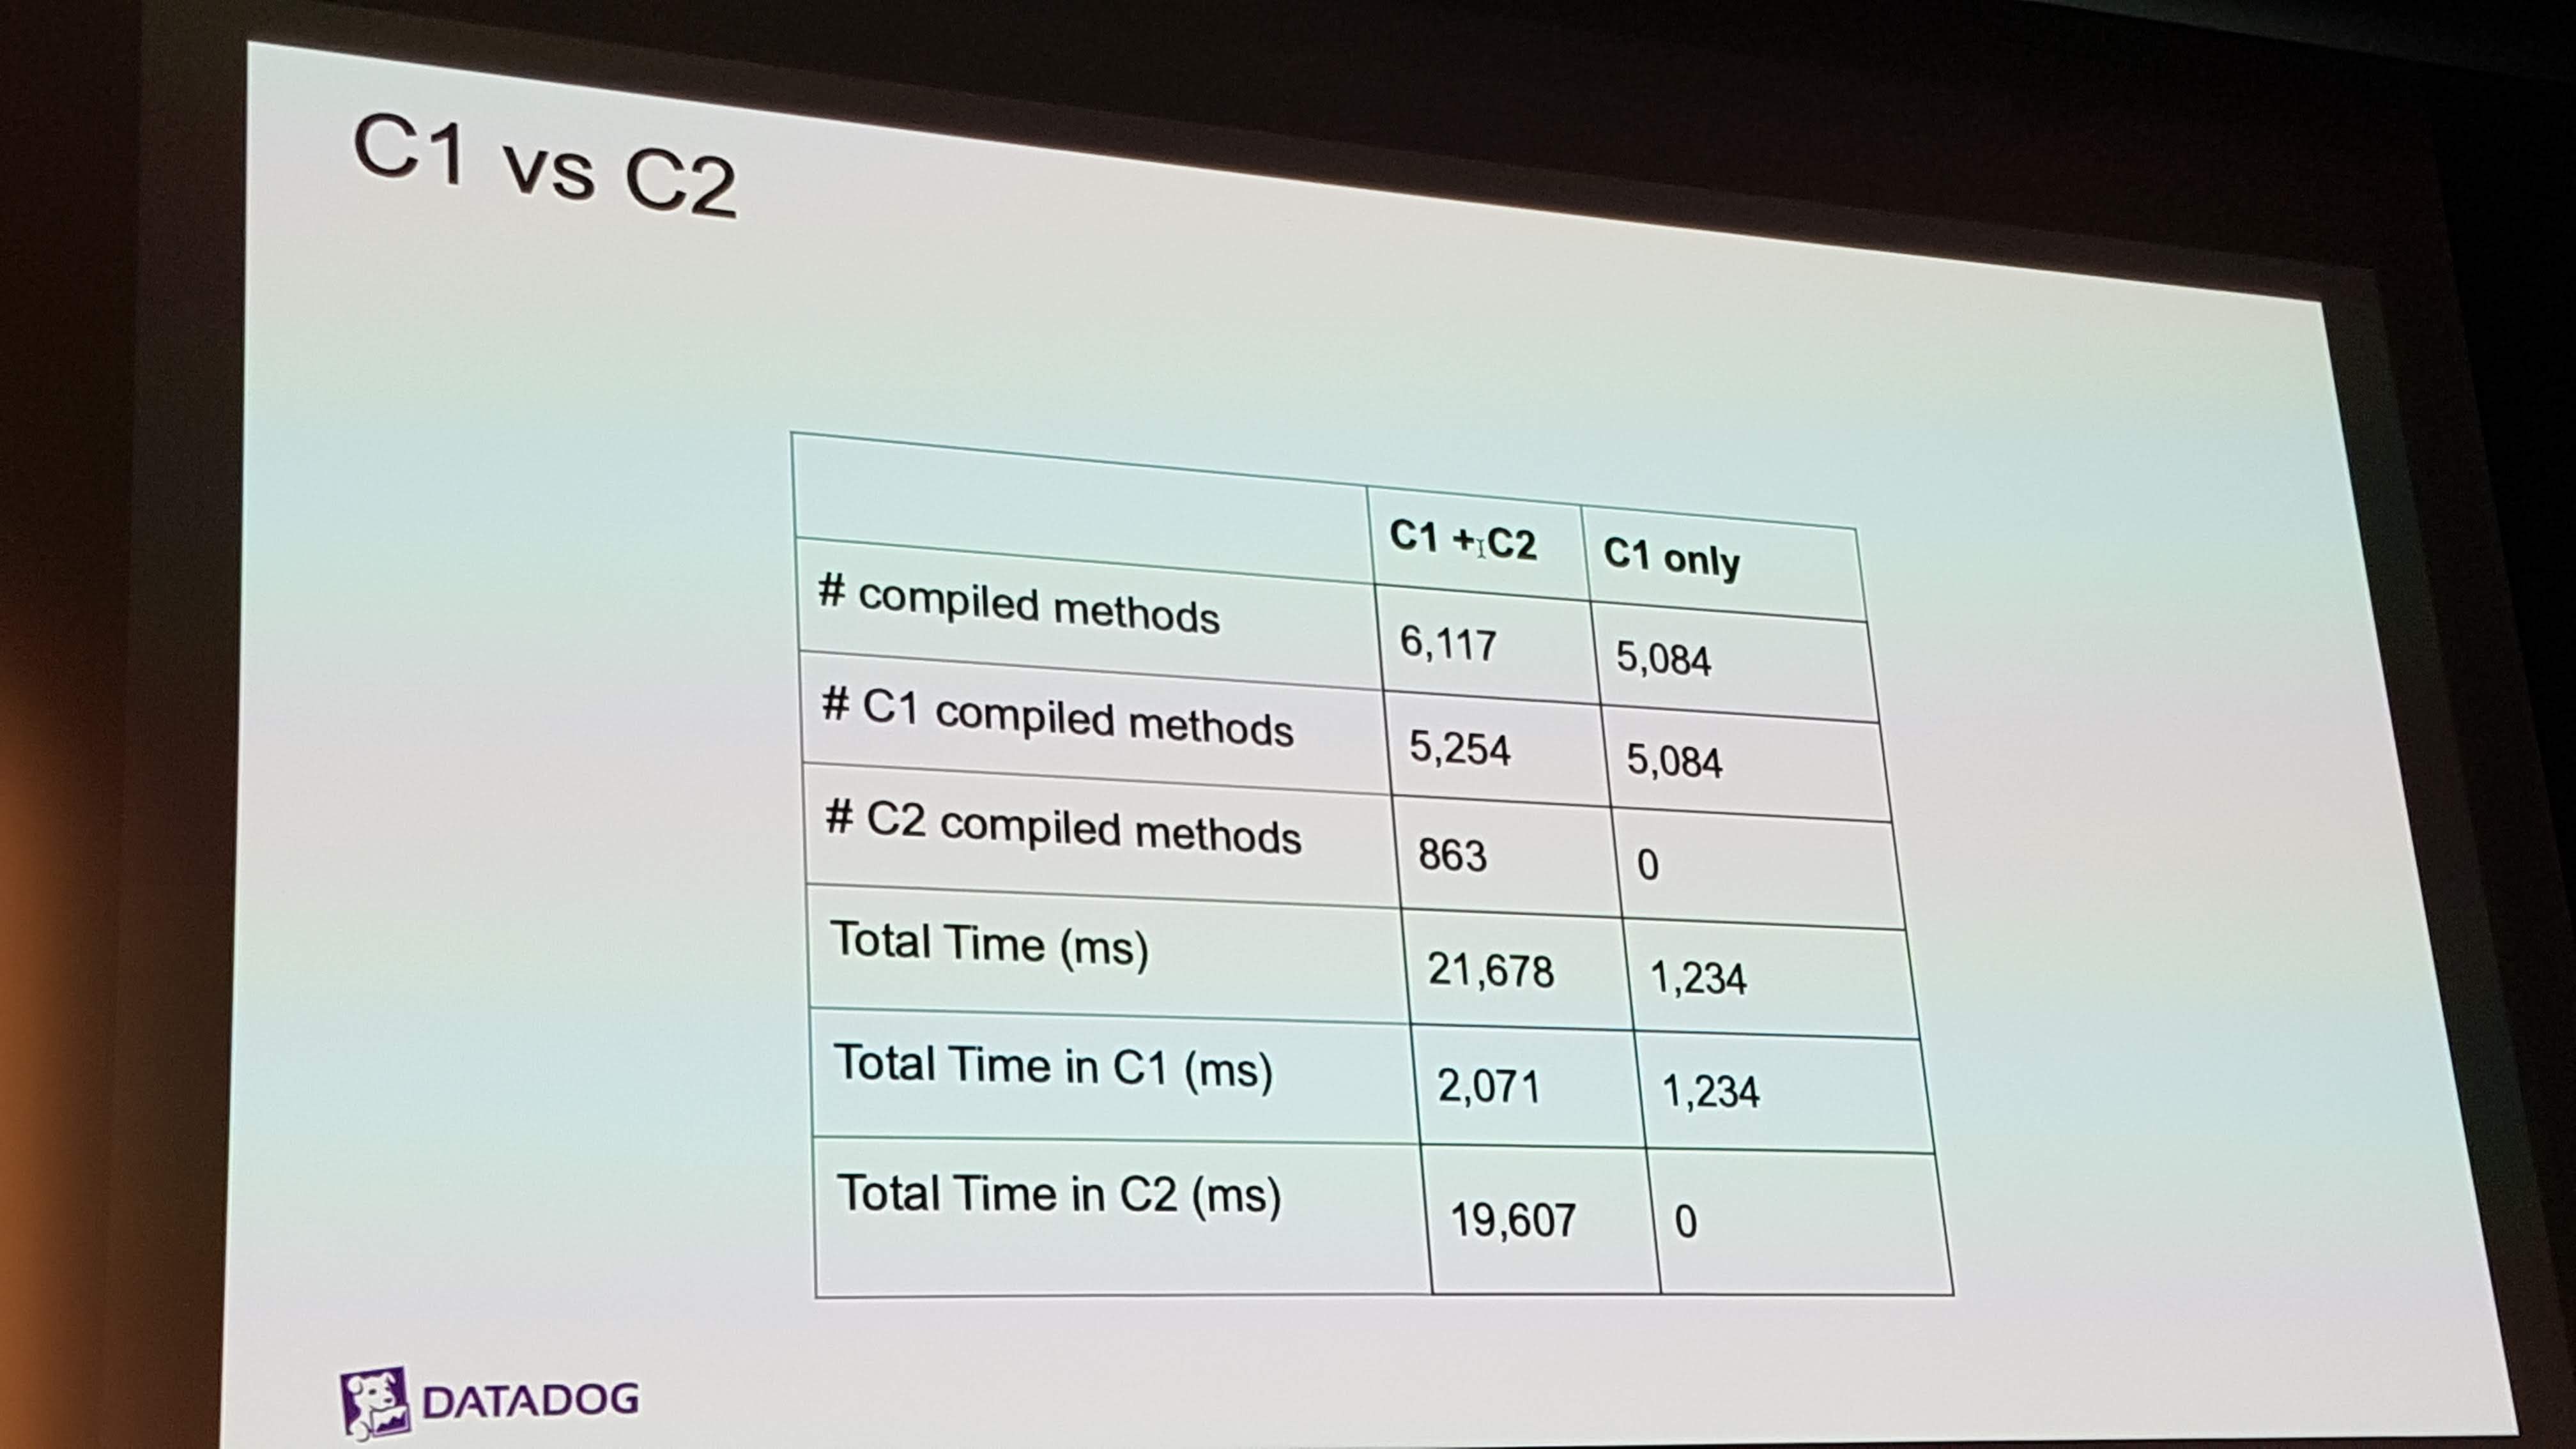 C1 vs C2
C1 + C2 C1 only
# compiled methods 6,117 5,084
# C1 compiled methods 5,254 5,084
# C2 compiled methods 863 0
Total Time (ms) 21,678 1,234
Total Time in C1 (ms) 2,071 1,234
Total Time in C2 (ms) 19,607 0
DATADOG